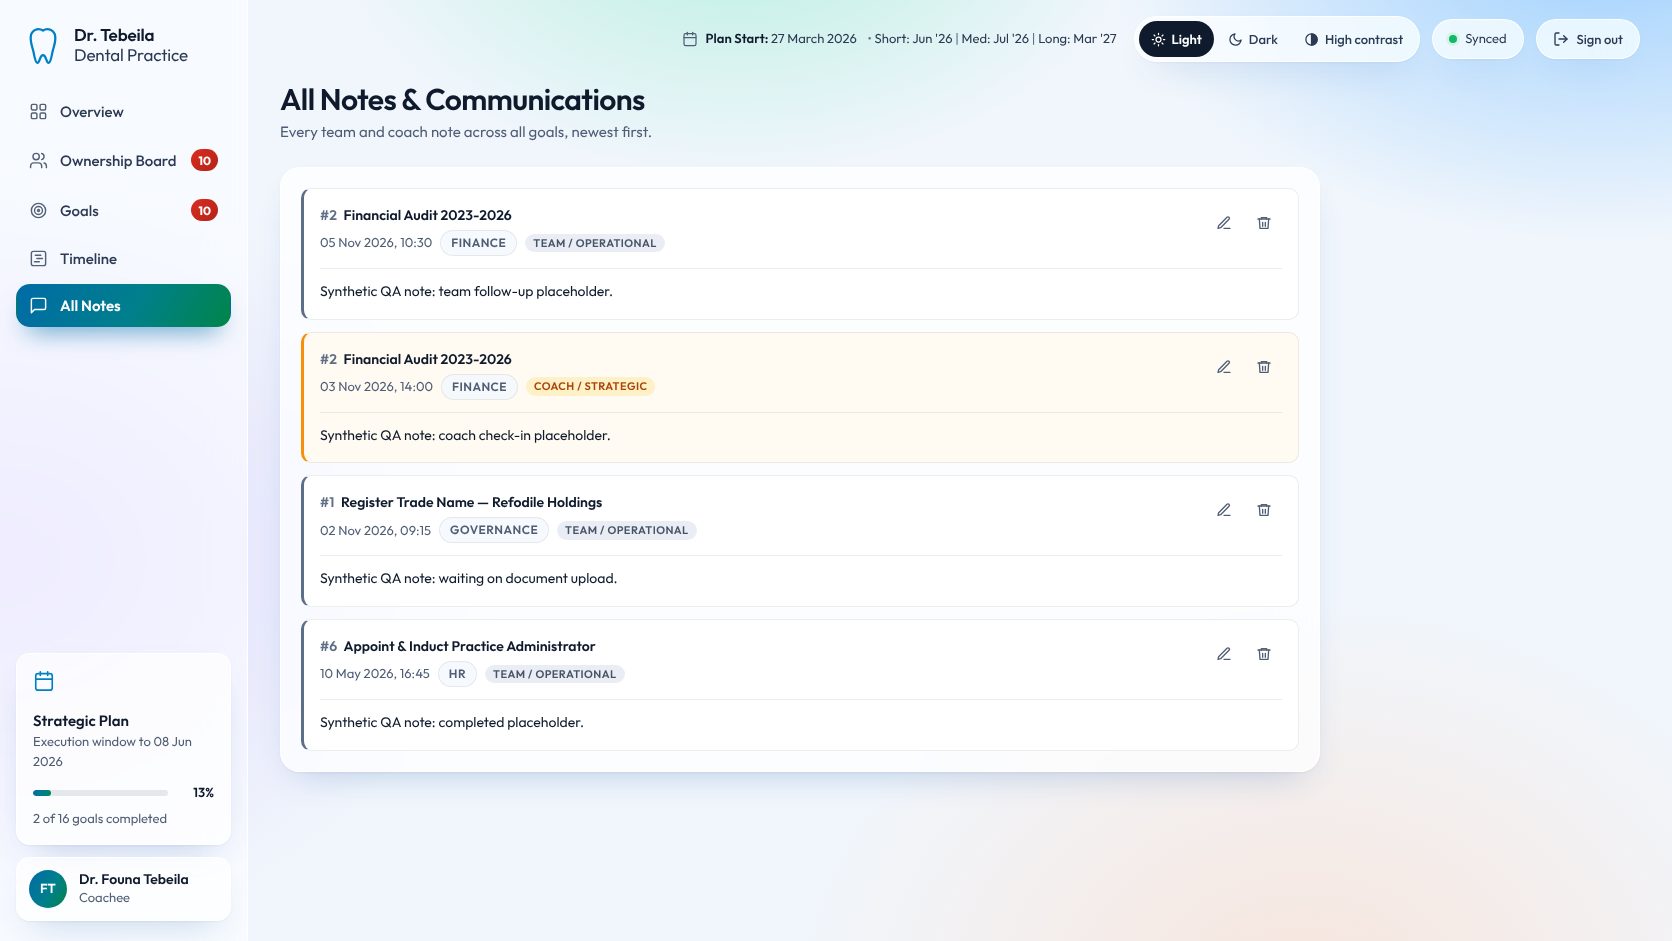 Dr. Tebeila
Dental Practice
Overview
Ownership Board 10
Goals 10
Timeline
All Notes
Strategic Plan
Execution window to 08 Jun
2026
13%
2 of 16 goals completed
FT
Dr. Founa Tebeila
Coachee
Plan Start: 27 March 2026 • Short: Jun '26 | Med: Jul '26 | Long: Mar '27
Light
Dark
High contrast
Synced
Sign out
All Notes & Communications
Every team and coach note across all goals, newest first.
#2 Financial Audit 2023-2026
05 Nov 2026, 10:30 FINANCE TEAM / OPERATIONAL
Synthetic QA note: team follow-up placeholder.
#2 Financial Audit 2023-2026
03 Nov 2026, 14:00 FINANCE COACH / STRATEGIC
Synthetic QA note: coach check-in placeholder.
#1 Register Trade Name — Refodile Holdings
02 Nov 2026, 09:15 GOVERNANCE TEAM / OPERATIONAL
Synthetic QA note: waiting on document upload.
#6 Appoint & Induct Practice Administrator
10 May 2026, 16:45 HR TEAM / OPERATIONAL
Synthetic QA note: completed placeholder.